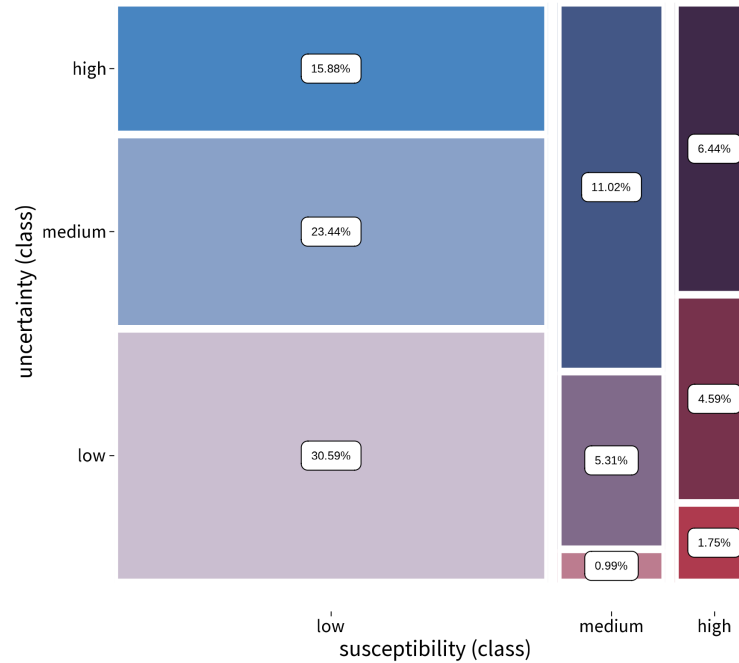 high
medium
low
uncertainty (class)
15.88%
23.44%
30.59%
11.02%
5.31%
0.99%
6.44%
4.59%
1.75%
low
medium
high
susceptibility (class)